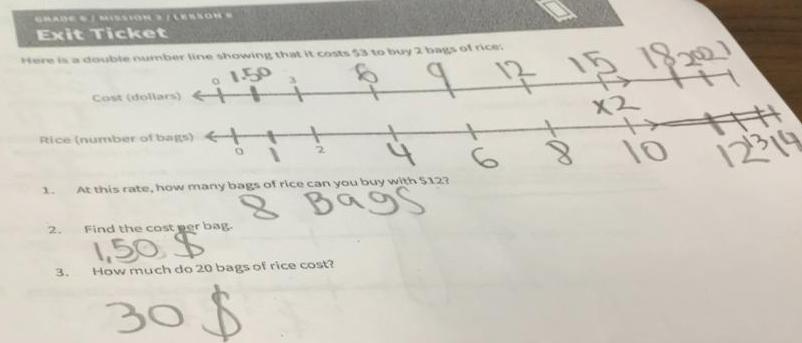 GRADE 6 / MISSION 2 / LESSON
Exit Ticket
Here is a double number line showing that it costs $3 to buy 2 bags of rice:
0 1.50 3 6 9 12 15 18 20 21
Cost (dollars)
x2
Rice (number of bags)
0 1 2 4 6 8 10 12 13 14
1. At this rate, how many bags of rice can you buy with $12?
8 Bags
2. Find the cost per bag.
1,50 $
3. How much do 20 bags of rice cost?
30 $